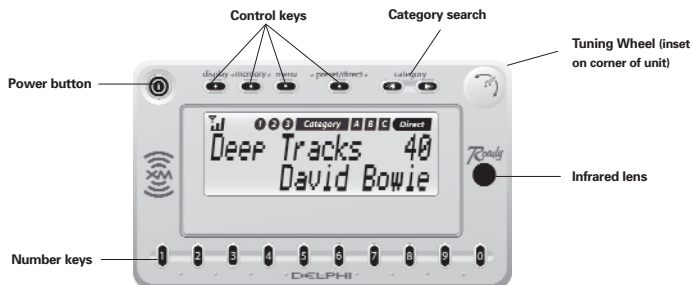 Control keys
Category search
Tuning Wheel (inset
on corner of unit)
Power button
display memory menu preset/direct category
1 2 3 Category A B C Direct
Deep Tracks 40
David Bowie
XM
Roady
Infrared lens
Number keys
1 2 3 4 5 6 7 8 9 0
DELPHI